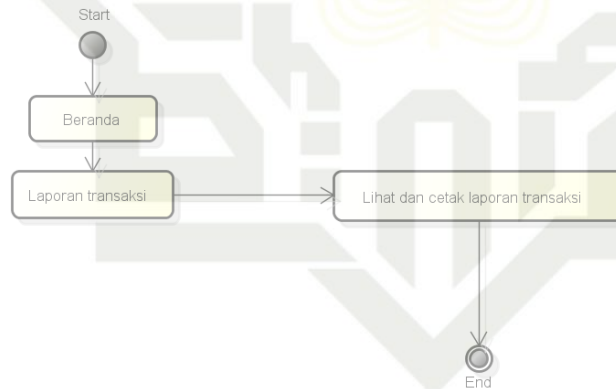 Start
Beranda
Laporan transaksi
Lihat dan cetak laporan transaksi
End